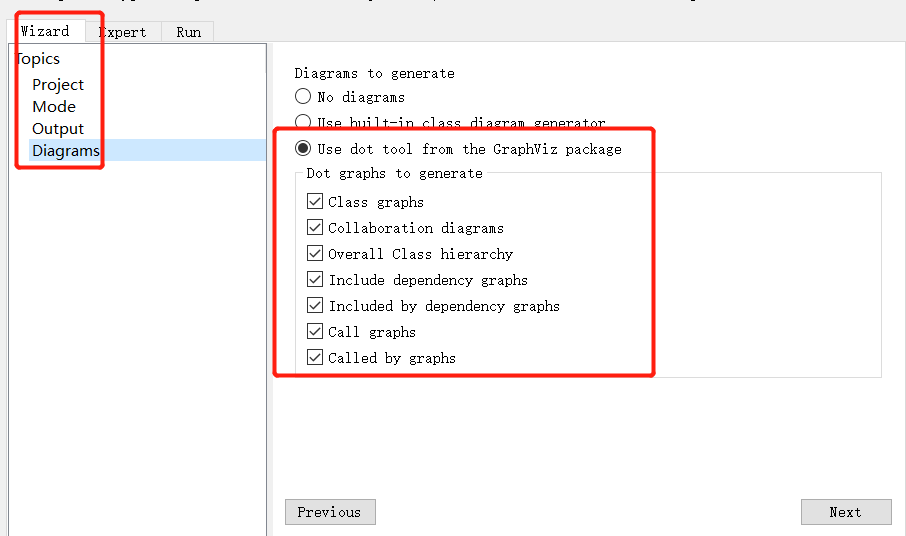 Wizard Expert Run
Topics
Project
Mode
Output
Diagrams
Diagrams to generate
No diagrams
Use built-in class diagram generator
Use dot tool from the GraphViz package
Dot graphs to generate
Class graphs
Collaboration diagrams
Overall Class hierarchy
Include dependency graphs
Included by dependency graphs
Call graphs
Called by graphs
Previous Next